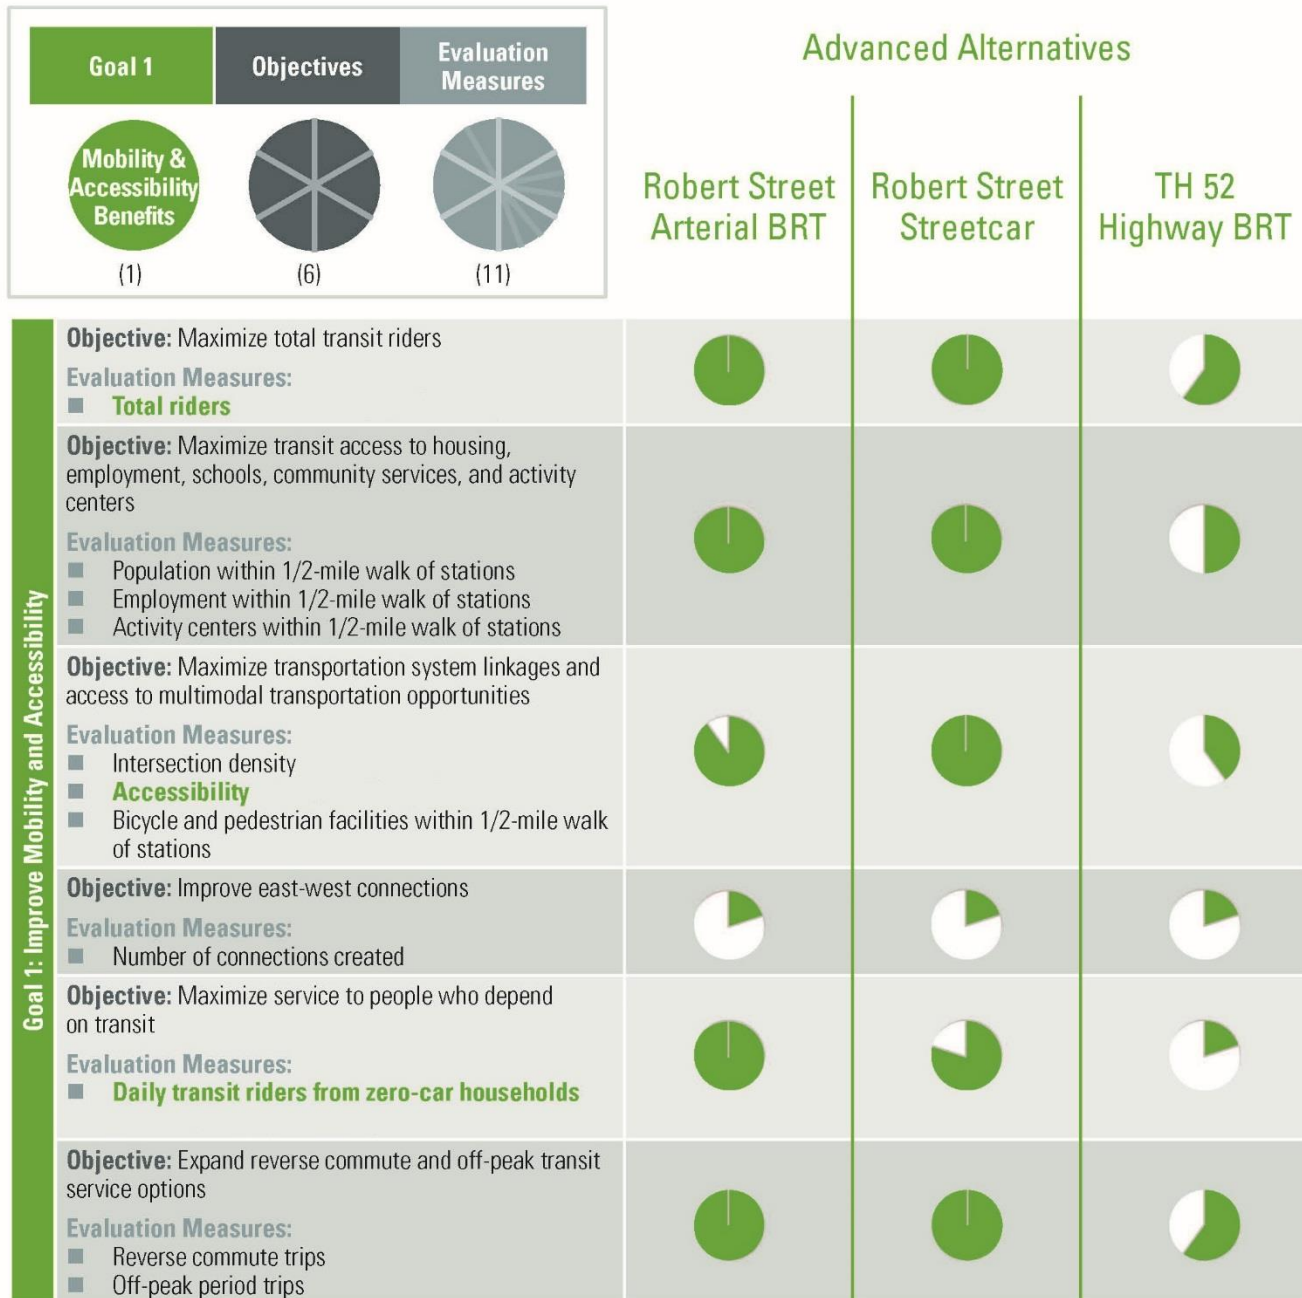 Goal 1
Objectives
Evaluation
Measures
Mobility &
Accessibility
Benefits
(1)
(6)
(11)
Advanced Alternatives
Robert Street
Arterial BRT
Robert Street
Streetcar
TH 52
Highway BRT
Goal 1: Improve Mobility and Accessibility
Objective: Maximize total transit riders
Evaluation Measures:
Total riders
Objective: Maximize transit access to housing,
employment, schools, community services, and activity
centers
Evaluation Measures:
Population within 1/2-mile walk of stations
Employment within 1/2-mile walk of stations
Activity centers within 1/2-mile walk of stations
Objective: Maximize transportation system linkages and
access to multimodal transportation opportunities
Evaluation Measures:
Intersection density
Accessibility
Bicycle and pedestrian facilities within 1/2-mile walk
of stations
Objective: Improve east-west connections
Evaluation Measures:
Number of connections created
Objective: Maximize service to people who depend
on transit
Evaluation Measures:
Daily transit riders from zero-car households
Objective: Expand reverse commute and off-peak transit
service options
Evaluation Measures:
Reverse commute trips
Off-peak period trips